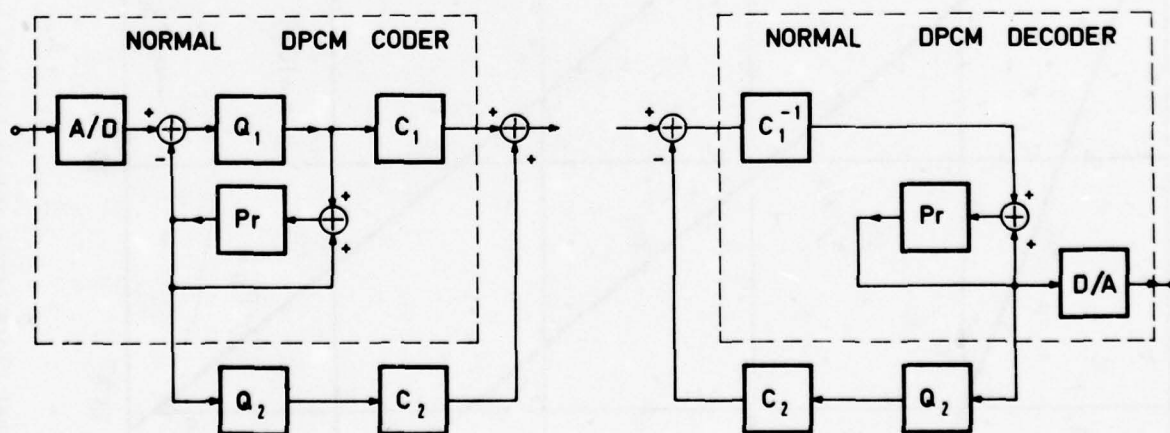 NORMAL DPCM CODER
A/D
+
−
Q1
C1
+
+
Pr
+
+
Q2
C2
NORMAL DPCM DECODER
+
−
C1^-1
+
Pr
+
D/A
C2
Q2